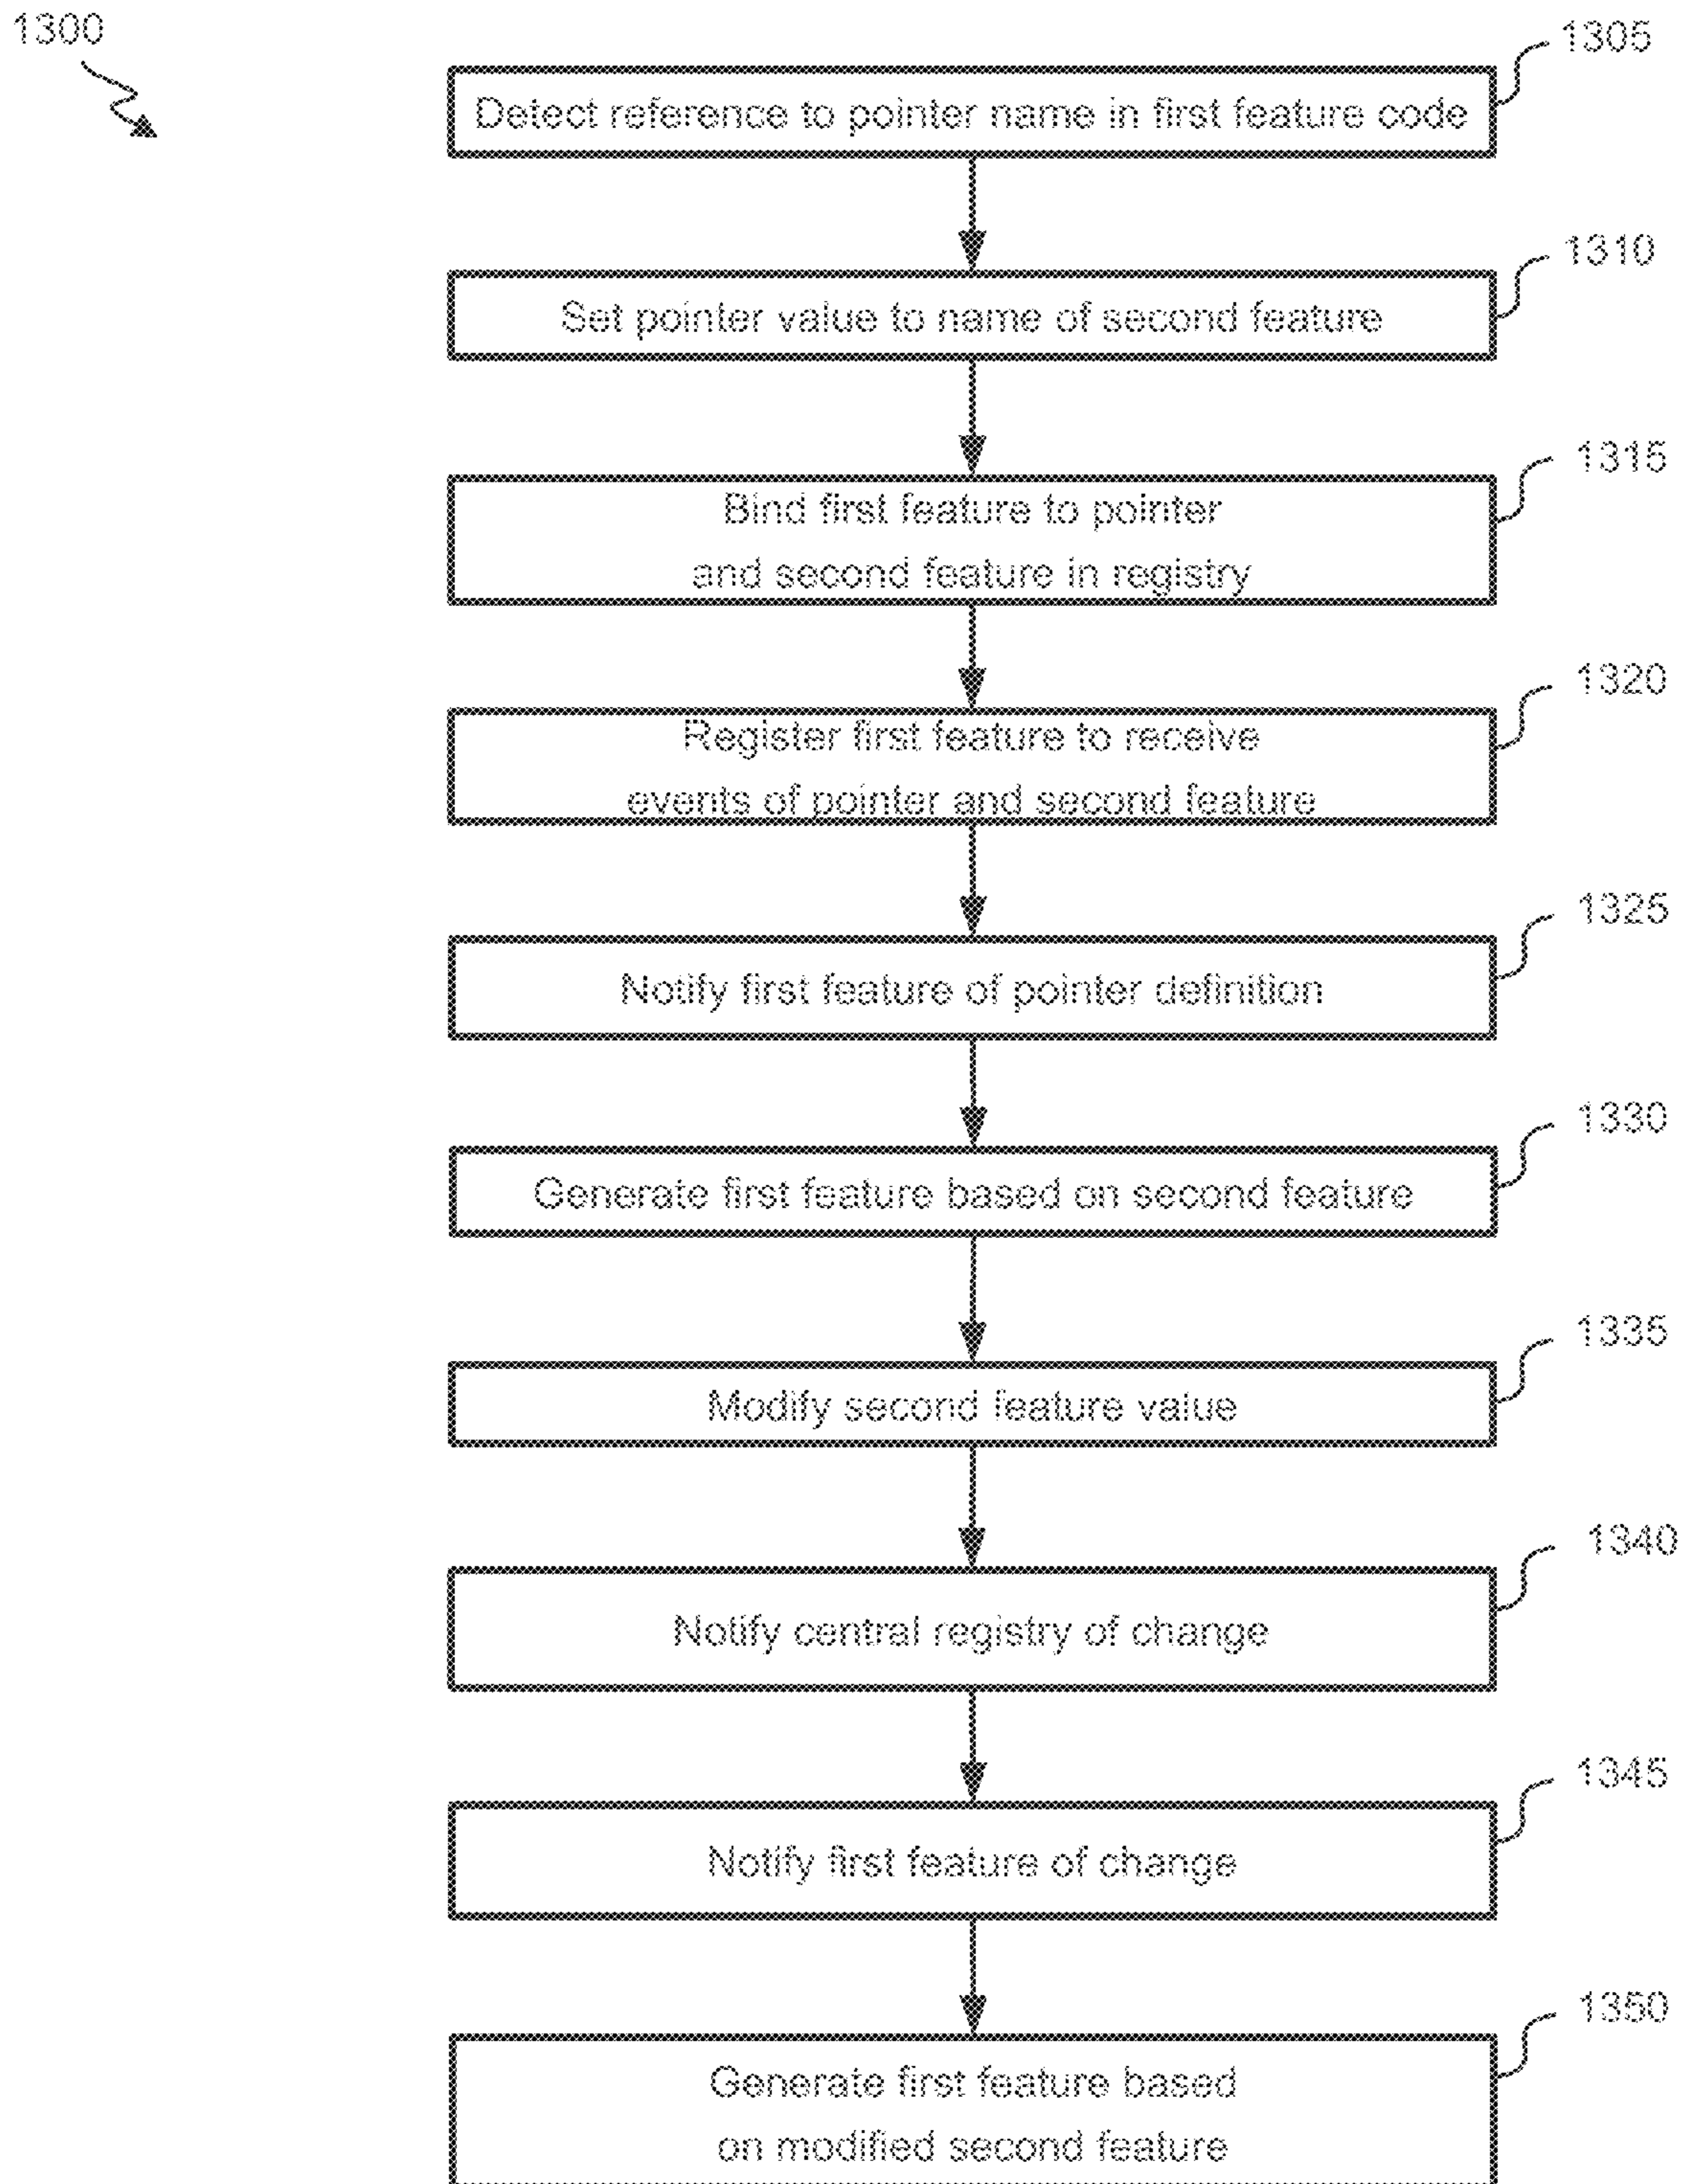 1300
1305
Detect reference to pointer name in first feature code
1310
Set pointer value to name of second feature
1315
Bind first feature to pointer
and second feature in registry
1320
Register first feature to receive
events of pointer and second feature
1325
Notify first feature of pointer definition
1330
Generate first feature based on second feature
1335
Modify second feature value
1340
Notify central registry of change
1345
Notify first feature of change
1350
Generate first feature based
on modified second feature